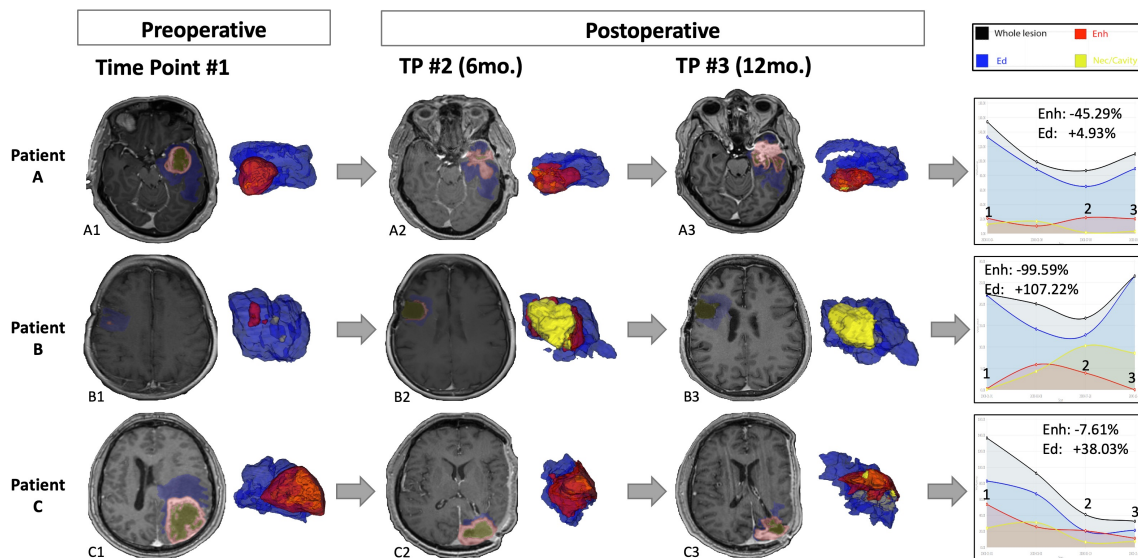 Preoperative
Postoperative
Time Point #1
TP #2 (6mo.)
TP #3 (12mo.)
Whole lesion
Enh
Ed
Nec/Cavity
Patient
A
A1
A2
A3
Enh: -45.29%
Ed: +4.93%
1
2
3
Patient
B
B1
B2
B3
Enh: -99.59%
Ed: +107.22%
1
2
3
Patient
C
C1
C2
C3
Enh: -7.61%
Ed: +38.03%
1
2
3